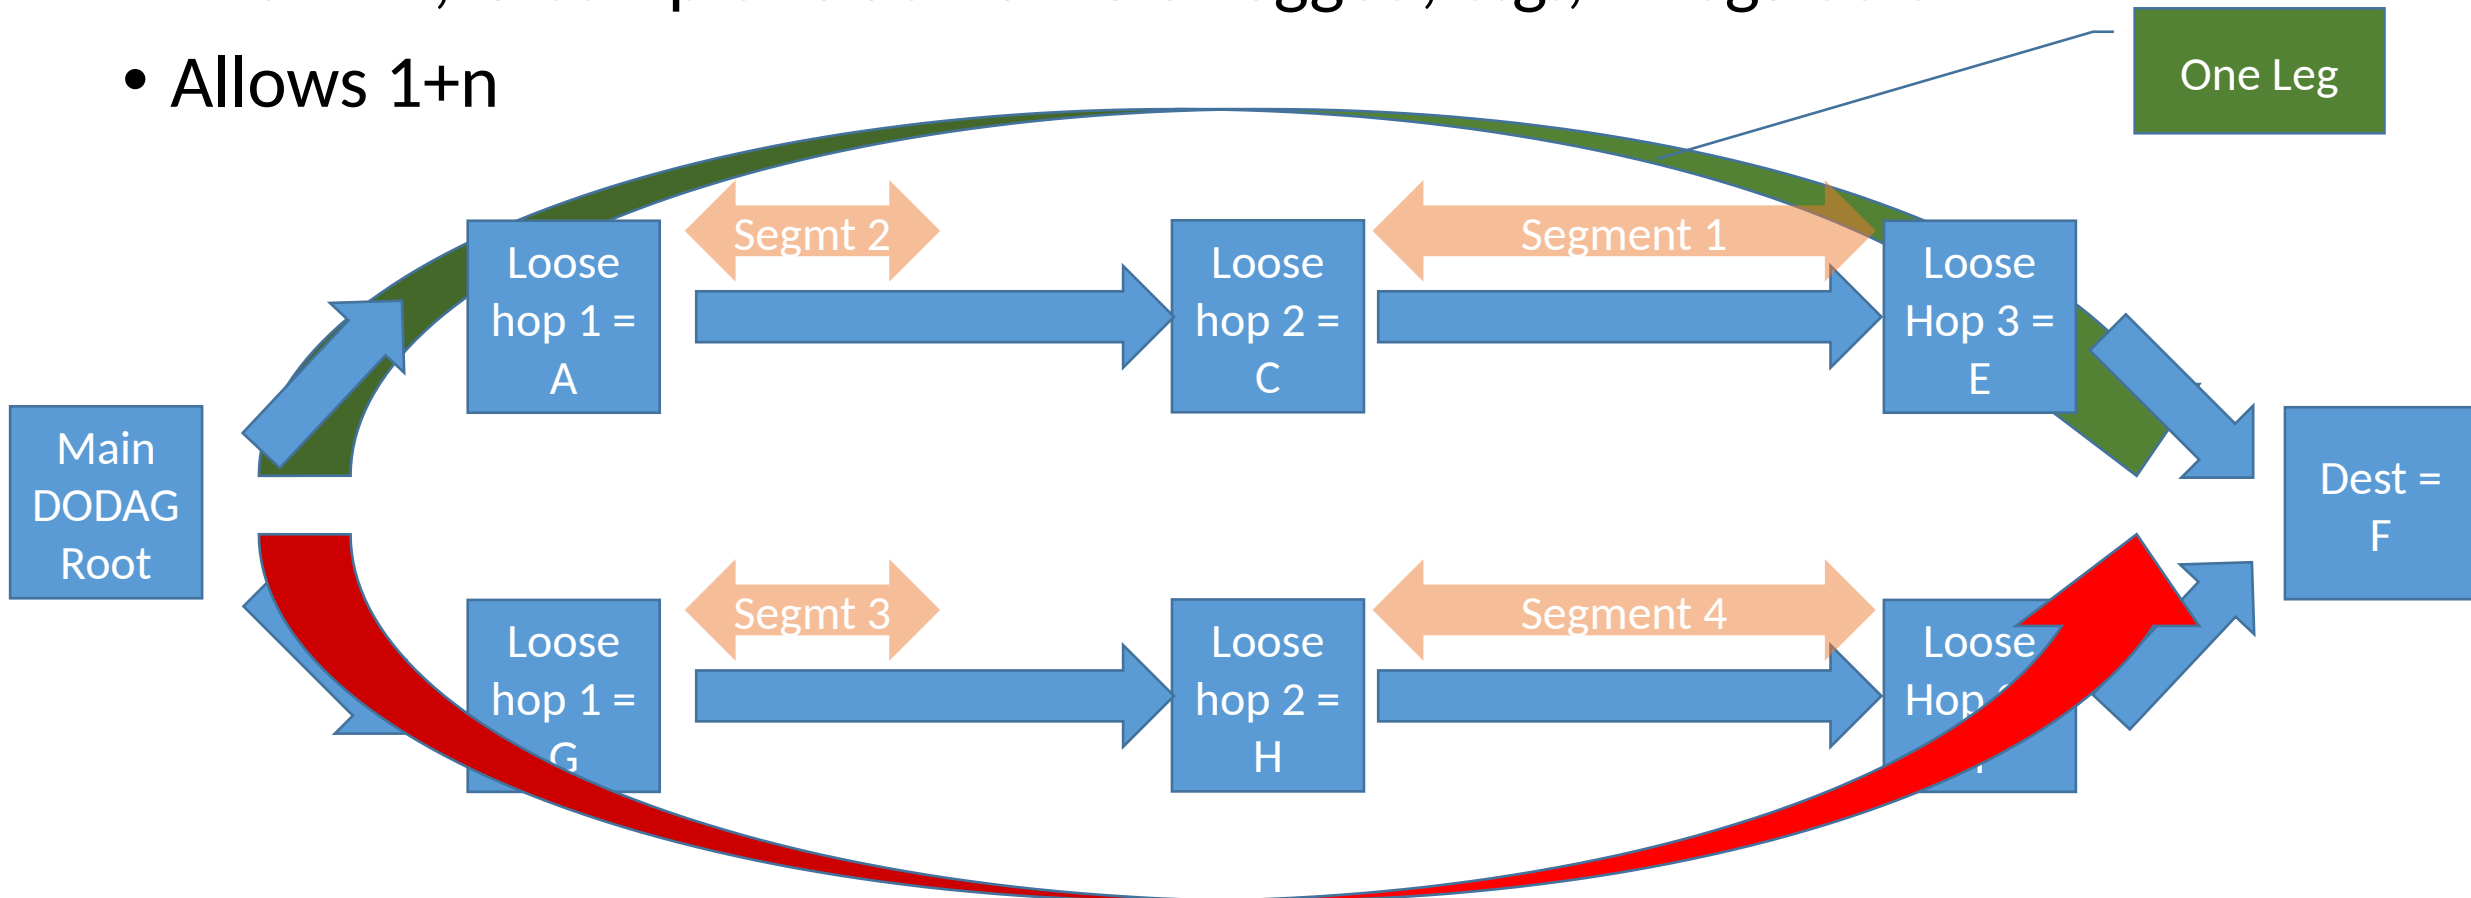 • Allows 1+n
One Leg
Segmt 2
Segment 1
Loose
hop 1 =
A
Loose
hop 2 =
C
Loose
Hop 3 =
E
Main
DODAG
Root
Dest =
F
Segmt 3
Segment 4
Loose
hop 1 =
G
Loose
hop 2 =
H
Loose
Hop